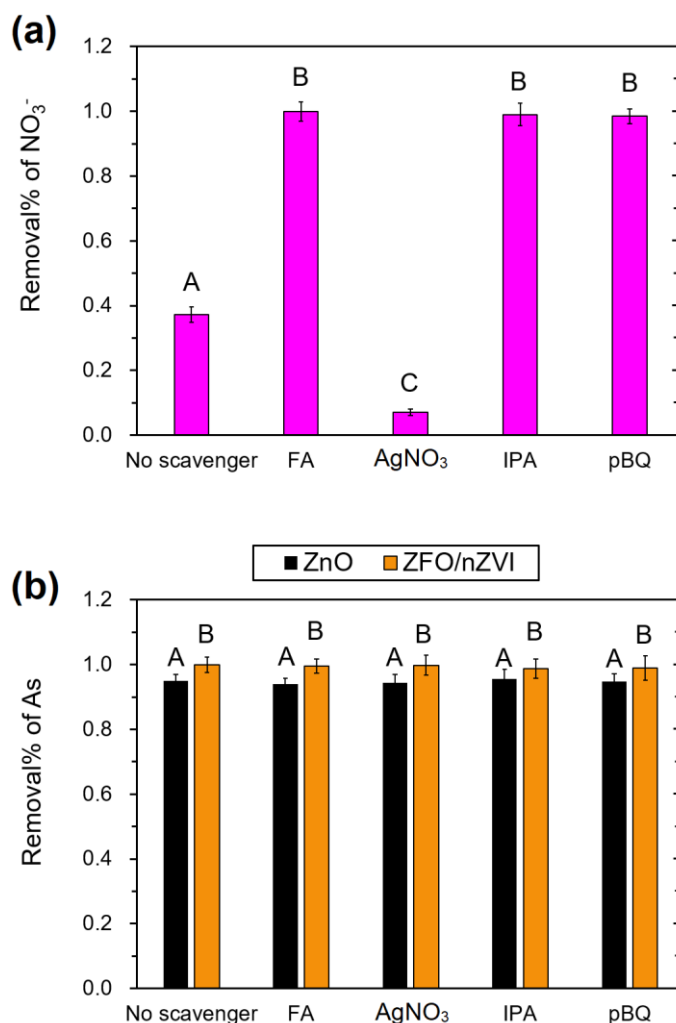 (a)
Removal% of NO₃⁻
1.2
1.0
0.8
0.6
0.4
0.2
0.0
A
B
C
B
B
No scavenger FA AgNO₃ IPA pBQ
ZnO ZFO/nZVI
(b)
Removal% of As
1.2
1.0
0.8
0.6
0.4
0.2
0.0
A B A B A B A B A B
No scavenger FA AgNO₃ IPA pBQ